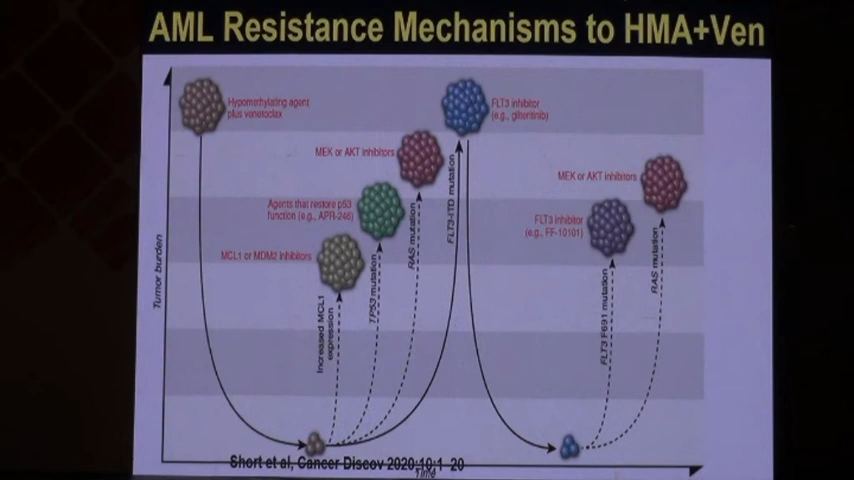 AML Resistance Mechanisms to HMA+Ven
Hypomethylating agent
plus venetoclax
FLT3 inhibitor
(e.g., gilteritinib)
MEK or AKT inhibitors
MEK or AKT inhibitors
Agents that restore p53
function (e.g., APR-246)
FLT3 inhibitor
(e.g., FF-10101)
MCL1 or MDM2 inhibitors
Tumor burden
Increased MCL1
expression
TP53 mutation
RAS mutation
FLT3-ITD mutation
FLT3 F691 mutation
RAS mutation
Short et al, Cancer Discov 2020;10:1-20
Time